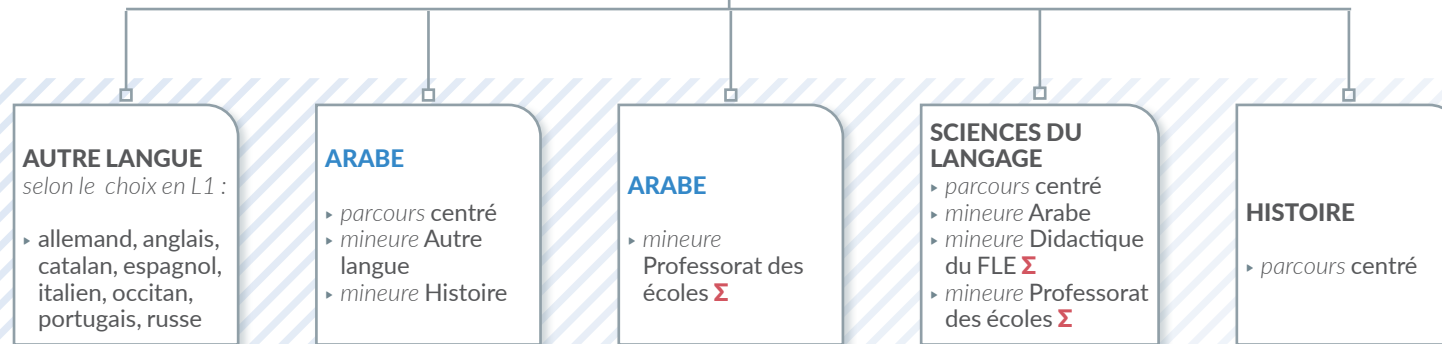 AUTRE LANGUE
selon le choix en L1 :
▸ allemand, anglais,
catalan, espagnol,
italien, occitan,
portugais, russe
ARABE
▸ parcours centré
▸ mineure Autre
langue
▸ mineure Histoire
ARABE
▸ mineure
Professorat des
écoles Σ
SCIENCES DU
LANGAGE
▸ parcours centré
▸ mineure Arabe
▸ mineure Didactique
du FLE Σ
▸ mineure Professorat
des écoles Σ
HISTOIRE
▸ parcours centré